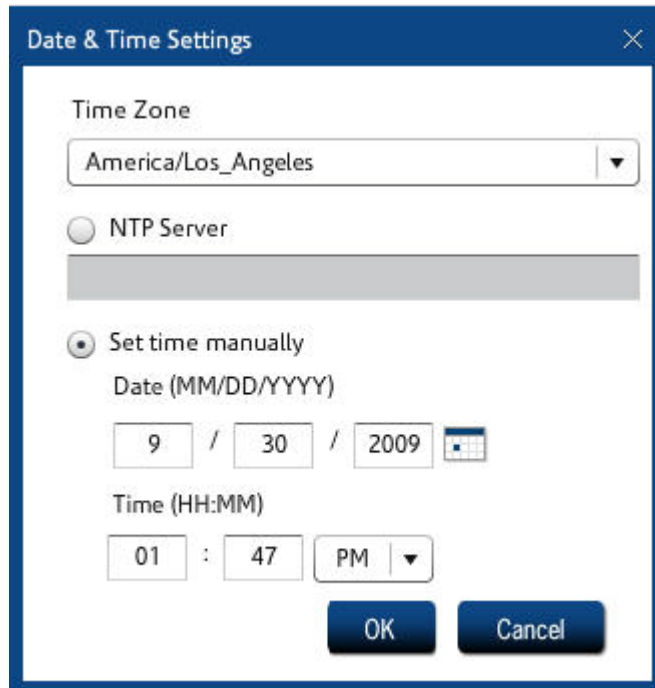 Date & Time Settings
Time Zone
America/Los_Angeles
NTP Server
Set time manually
Date (MM/DD/YYYY)
9 / 30 / 2009
Time (HH:MM)
01 : 47 PM
OK Cancel